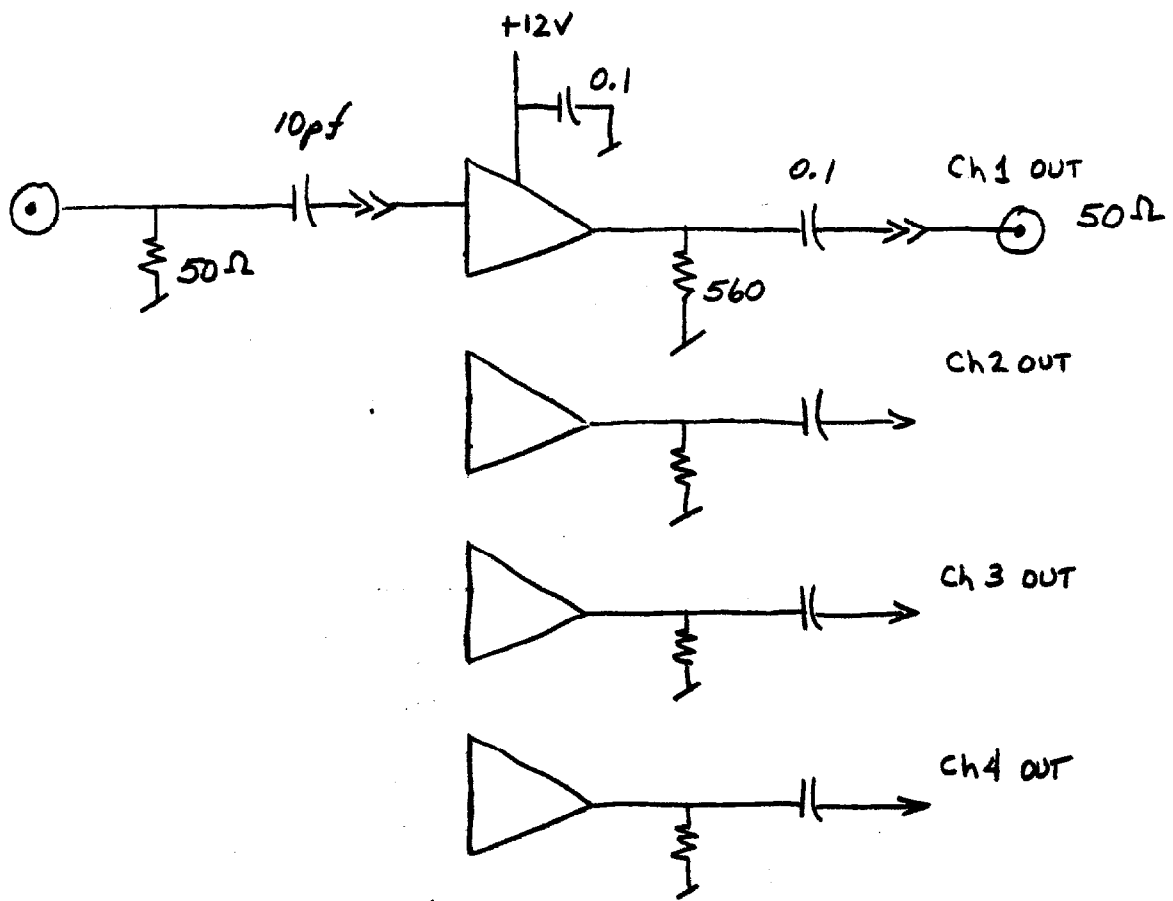 +12V
0.1
10pf
0.1
Ch1 OUT
50Ω
50Ω
560
Ch2 OUT
Ch3 OUT
Ch4 OUT